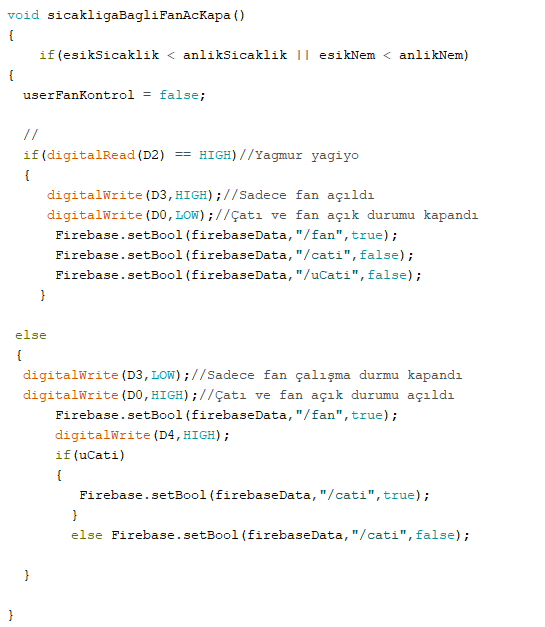 void sicakligaBagliFanAcKapa()
{
if(esikSicaklik < anlikSicaklik || esikNem < anlikNem)
{
userFanKontrol = false;
//
if(digitalRead(D2) == HIGH)//Yagmur yagiyo
{
digitalWrite(D3,HIGH);//Sadece fan açıldı
digitalWrite(D0,LOW);//Çatı ve fan açık durumu kapandı
Firebase.setBool(firebaseData,"/fan",true);
Firebase.setBool(firebaseData,"/cati",false);
Firebase.setBool(firebaseData,"/uCati",false);
}
else
{
digitalWrite(D3,LOW);//Sadece fan çalışma durmu kapandı
digitalWrite(D0,HIGH);//Çatı ve fan açık durumu açıldı
Firebase.setBool(firebaseData,"/fan",true);
digitalWrite(D4,HIGH);
if(uCati)
{
Firebase.setBool(firebaseData,"/cati",true);
}
else Firebase.setBool(firebaseData,"/cati",false);
}
}